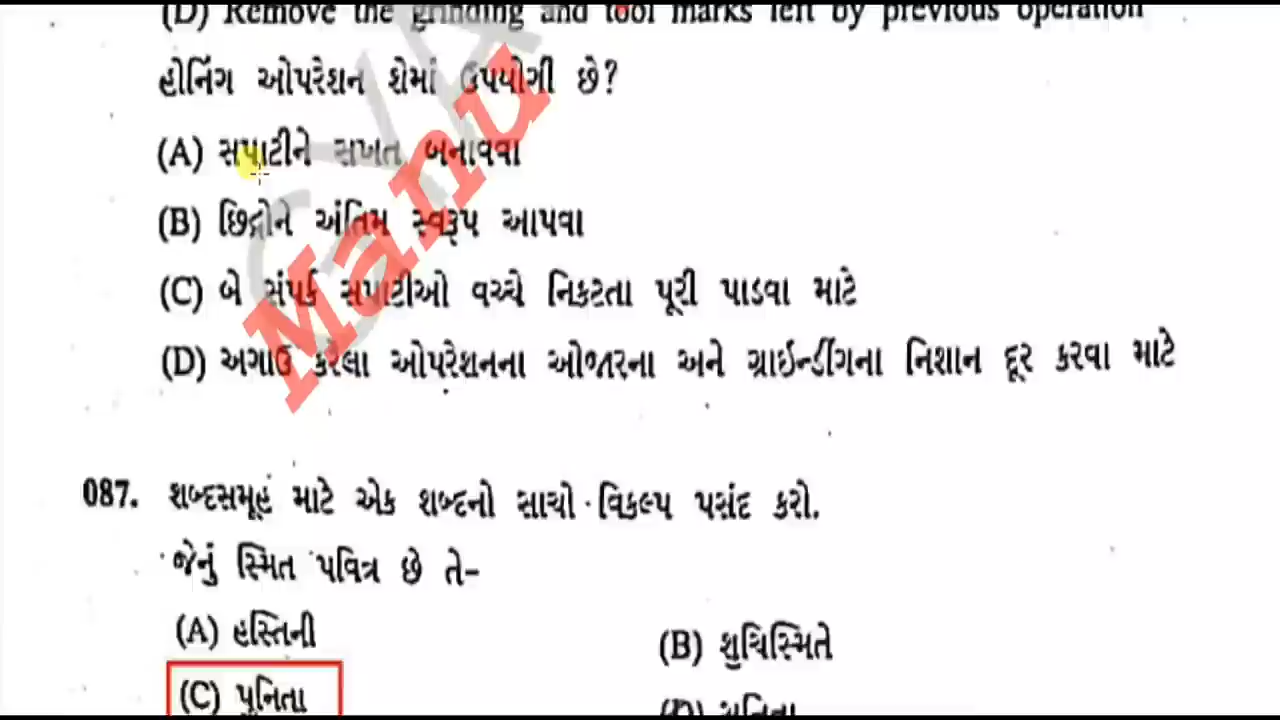 (D) Remove the grinding and tool marks left by previous operation
હોનિંગ ઓપરેશન શેમાં ઉપયોગી છે?
(A) સપાટીને સખત બનાવવા
(B) છિદ્રોને અંતિમ સ્વરૂપ આપવા
(C) બે સંપર્ક સપાટીઓ વચ્ચે નિકટતા પૂરી પાડવા માટે
(D) અગાઉ કરેલા ઓપરેશનના ઓજારના અને ગ્રાઇન્ડીંગના નિશાન દૂર કરવા માટે
Manu
087. શબ્દસમૂહ માટે એક શબ્દનો સાચો વિકલ્પ પસંદ કરો.
જેનું સ્મિત પવિત્ર છે તે-
(A) હસ્તિની
(B) શુચિસ્મિતે
(C) પુનિતા
(D)